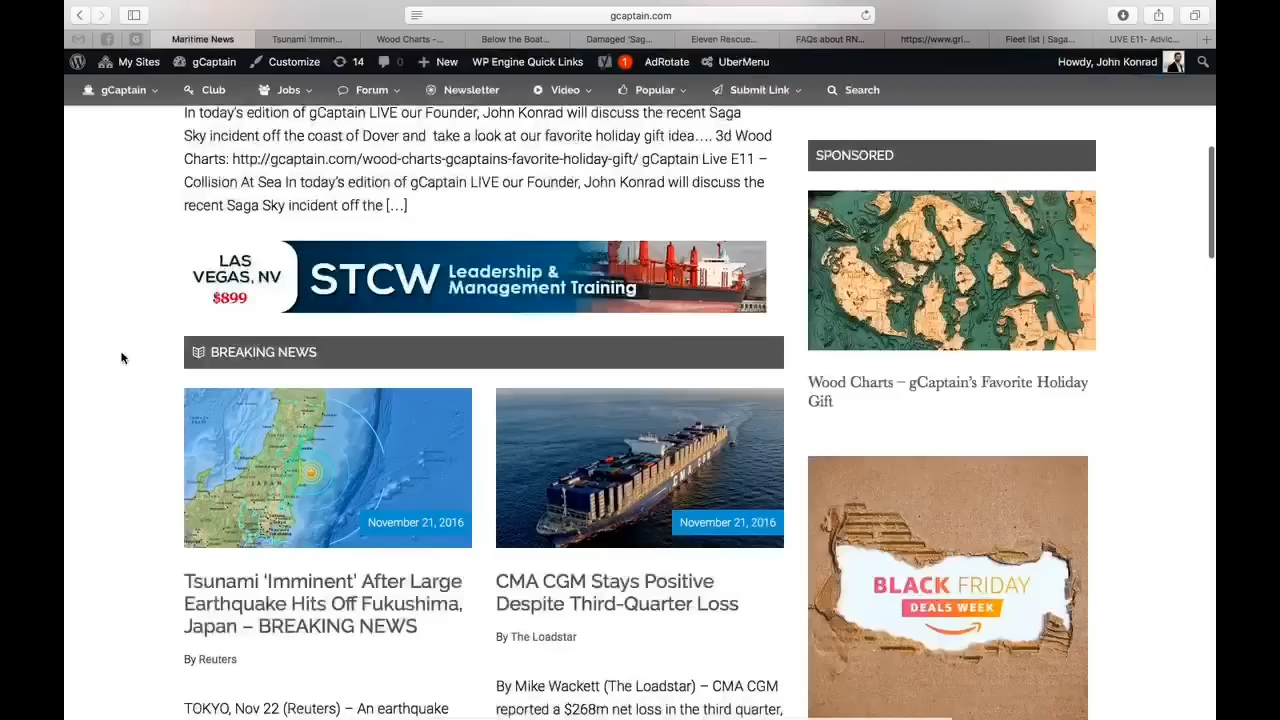 gcaptain.com
Maritime News
Tsunami 'Immin...
Wood Charts -...
Below the Boat...
Damaged 'Sag...
Eleven Rescue...
FAQs about RN...
https://www.gri...
Fleet list | Saga...
LIVE E11- Advic...
My Sites
gCaptain
Customize
14
0
New
WP Engine Quick Links
1
AdRotate
UberMenu
Howdy, John Konrad
gCaptain
Club
Jobs
Forum
Newsletter
Video
Popular
Submit Link
Search
In today's edition of gCaptain LIVE our Founder, John Konrad will discuss the recent Saga
Sky incident off the coast of Dover and take a look at our favorite holiday gift idea.... 3d Wood
Charts: http://gcaptain.com/wood-charts-gcaptains-favorite-holiday-gift/ gCaptain Live E11 –
Collision At Sea In today's edition of gCaptain LIVE our Founder, John Konrad will discuss the
recent Saga Sky incident off the [...]
LAS
VEGAS, NV
$899
STCW
Leadership &
Management Training
BREAKING NEWS
JAPAN
November 21, 2016
Tsunami 'Imminent' After Large
Earthquake Hits Off Fukushima,
Japan – BREAKING NEWS
By Reuters
TOKYO, Nov 22 (Reuters) – An earthquake
November 21, 2016
CMA CGM Stays Positive
Despite Third-Quarter Loss
By The Loadstar
By Mike Wackett (The Loadstar) – CMA CGM
reported a $268m net loss in the third quarter,
SPONSORED
Wood Charts – gCaptain's Favorite Holiday
Gift
BLACK FRIDAY
DEALS WEEK